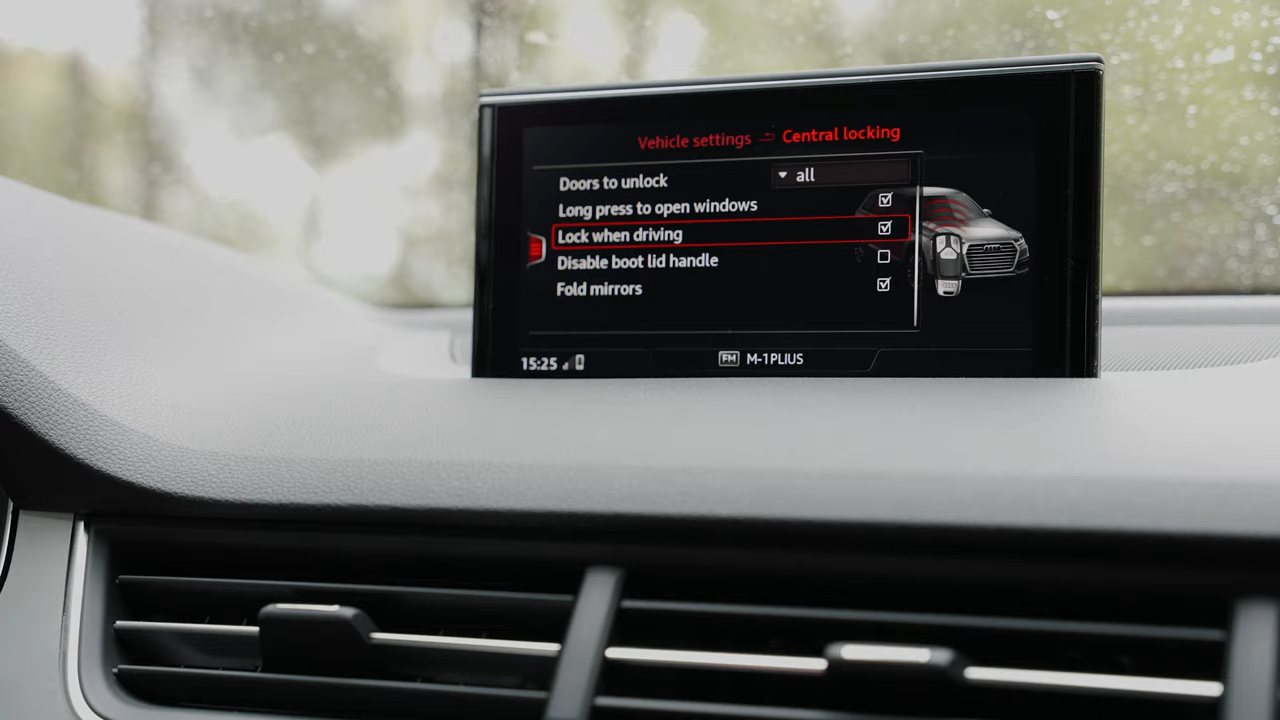 Vehicle settings Central locking
Doors to unlock all
Long press to open windows
Lock when driving
Disable boot lid handle
Fold mirrors
15:25 FM M-1PLIUS